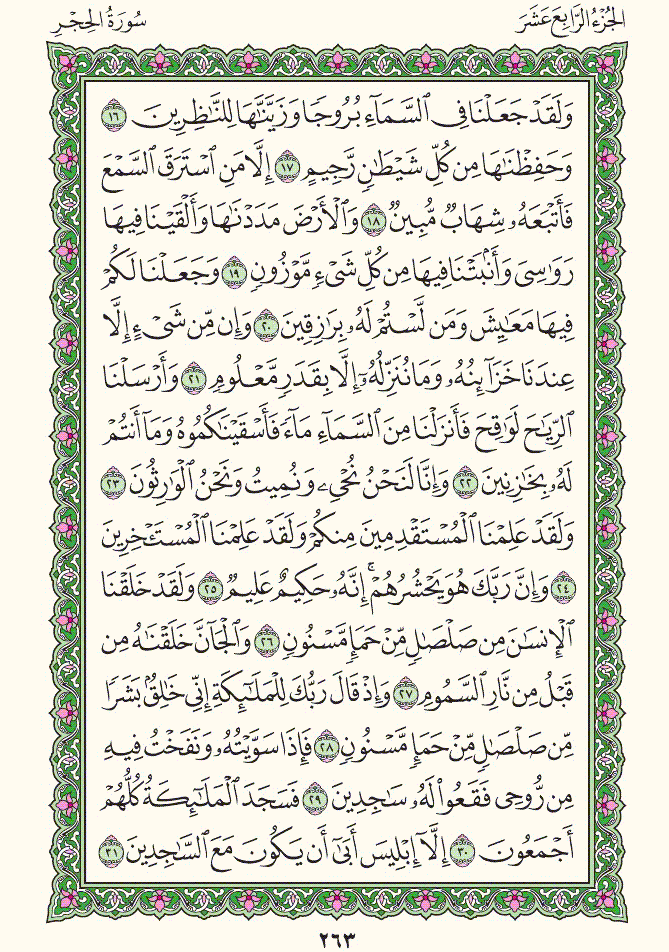 الجُزْءُ الرَّابِعَ عَشَرَ
سُورَةُ الحِجْرِ
وَلَقَدْ جَعَلْنَا فِي ٱلسَّمَآءِ بُرُوجًا وَزَيَّنَّٰهَا لِلنَّٰظِرِينَ ١٦
وَحَفِظْنَٰهَا مِن كُلِّ شَيْطَٰنٍ رَّجِيمٍ ١٧ إِلَّا مَنِ ٱسْتَرَقَ ٱلسَّمْعَ
فَأَتْبَعَهُۥ شِهَابٌ مُّبِينٌ ١٨ وَٱلْأَرْضَ مَدَدْنَٰهَا وَأَلْقَيْنَا فِيهَا
رَوَٰسِيَ وَأَنۢبَتْنَا فِيهَا مِن كُلِّ شَيْءٍ مَّوْزُونٍ ١٩ وَجَعَلْنَا لَكُمْ
فِيهَا مَعَٰيِشَ وَمَن لَّسْتُمْ لَهُۥ بِرَٰزِقِينَ ٢٠ وَإِن مِّن شَيْءٍ إِلَّا
عِندَنَا خَزَآئِنُهُۥ وَمَا نُنَزِّلُهُۥٓ إِلَّا بِقَدَرٍ مَّعْلُومٍ ٢١ وَأَرْسَلْنَا
ٱلرِّيَٰحَ لَوَٰقِحَ فَأَنزَلْنَا مِنَ ٱلسَّمَآءِ مَآءً فَأَسْقَيْنَٰكُمُوهُ وَمَآ أَنتُمْ
لَهُۥ بِخَٰزِنِينَ ٢٢ وَإِنَّا لَنَحْنُ نُحْيِۦ وَنُمِيتُ وَنَحْنُ ٱلْوَٰرِثُونَ ٢٣
وَلَقَدْ عَلِمْنَا ٱلْمُسْتَقْدِمِينَ مِنكُمْ وَلَقَدْ عَلِمْنَا ٱلْمُسْتَـْٔخِرِينَ
٢٤ وَإِنَّ رَبَّكَ هُوَ يَحْشُرُهُمْ ۚ إِنَّهُۥ حَكِيمٌ عَلِيمٌ ٢٥ وَلَقَدْ خَلَقْنَا
ٱلْإِنسَٰنَ مِن صَلْصَٰلٍ مِّنْ حَمَإٍ مَّسْنُونٍ ٢٦ وَٱلْجَآنَّ خَلَقْنَٰهُ مِن
قَبْلُ مِن نَّارِ ٱلسَّمُومِ ٢٧ وَإِذْ قَالَ رَبُّكَ لِلْمَلَٰٓئِكَةِ إِنِّي خَٰلِقٌۢ بَشَرًا
مِّن صَلْصَٰلٍ مِّنْ حَمَإٍ مَّسْنُونٍ ٢٨ فَإِذَا سَوَّيْتُهُۥ وَنَفَخْتُ فِيهِ
مِن رُّوحِي فَقَعُوا۟ لَهُۥ سَٰجِدِينَ ٢٩ فَسَجَدَ ٱلْمَلَٰٓئِكَةُ كُلُّهُمْ
أَجْمَعُونَ ٣٠ إِلَّآ إِبْلِيسَ أَبَىٰٓ أَن يَكُونَ مَعَ ٱلسَّٰجِدِينَ ٣١
٢٦٣